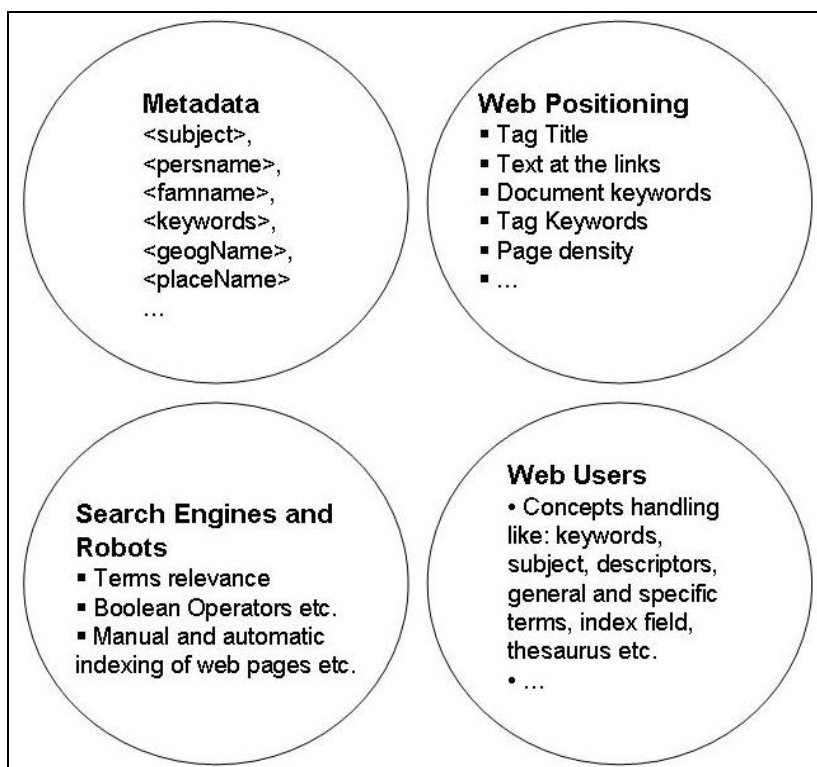 Metadata
<subject>,
<persname>,
<famname>,
<keywords>,
<geogName>,
<placeName>
...
Web Positioning
▪ Tag Title
▪ Text at the links
▪ Document keywords
▪ Tag Keywords
▪ Page density
▪ ...
Search Engines and
Robots
▪ Terms relevance
▪ Boolean Operators etc.
▪ Manual and automatic
indexing of web pages etc.
Web Users
• Concepts handling
like: keywords,
subject, descriptors,
general and specific
terms, index field,
thesaurus etc.
• ...